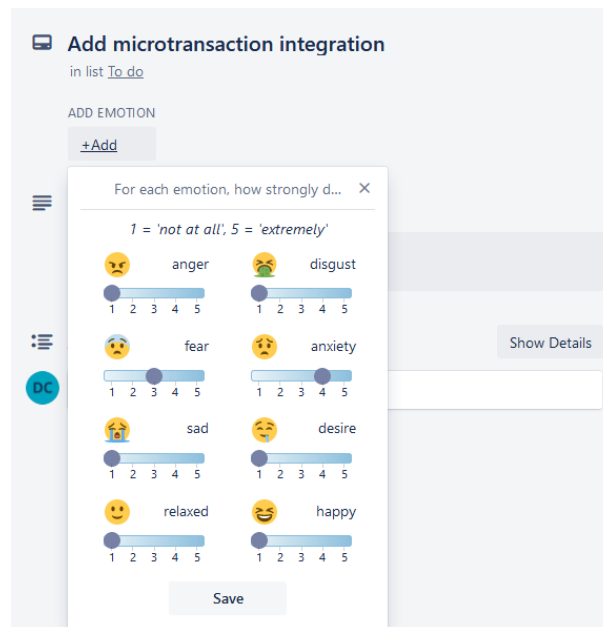 Add microtransaction integration
in list To do
ADD EMOTION
+Add
For each emotion, how strongly d... ×
1 = 'not at all', 5 = 'extremely'
anger disgust
1 2 3 4 5 1 2 3 4 5
fear anxiety
1 2 3 4 5 1 2 3 4 5
sad desire
1 2 3 4 5 1 2 3 4 5
relaxed happy
1 2 3 4 5 1 2 3 4 5
Save
Show Details
DC